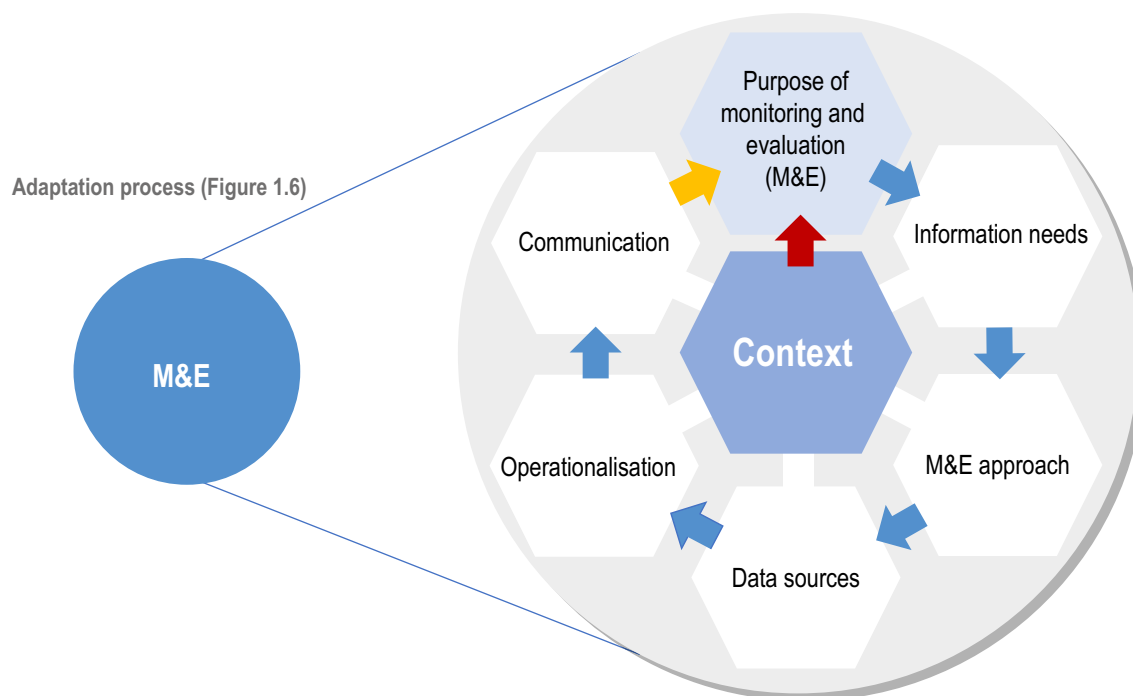 Adaptation process (Figure 1.6)
M&E
Purpose of
monitoring and
evaluation
(M&E)
Information needs
M&E approach
Data sources
Operationalisation
Communication
Context